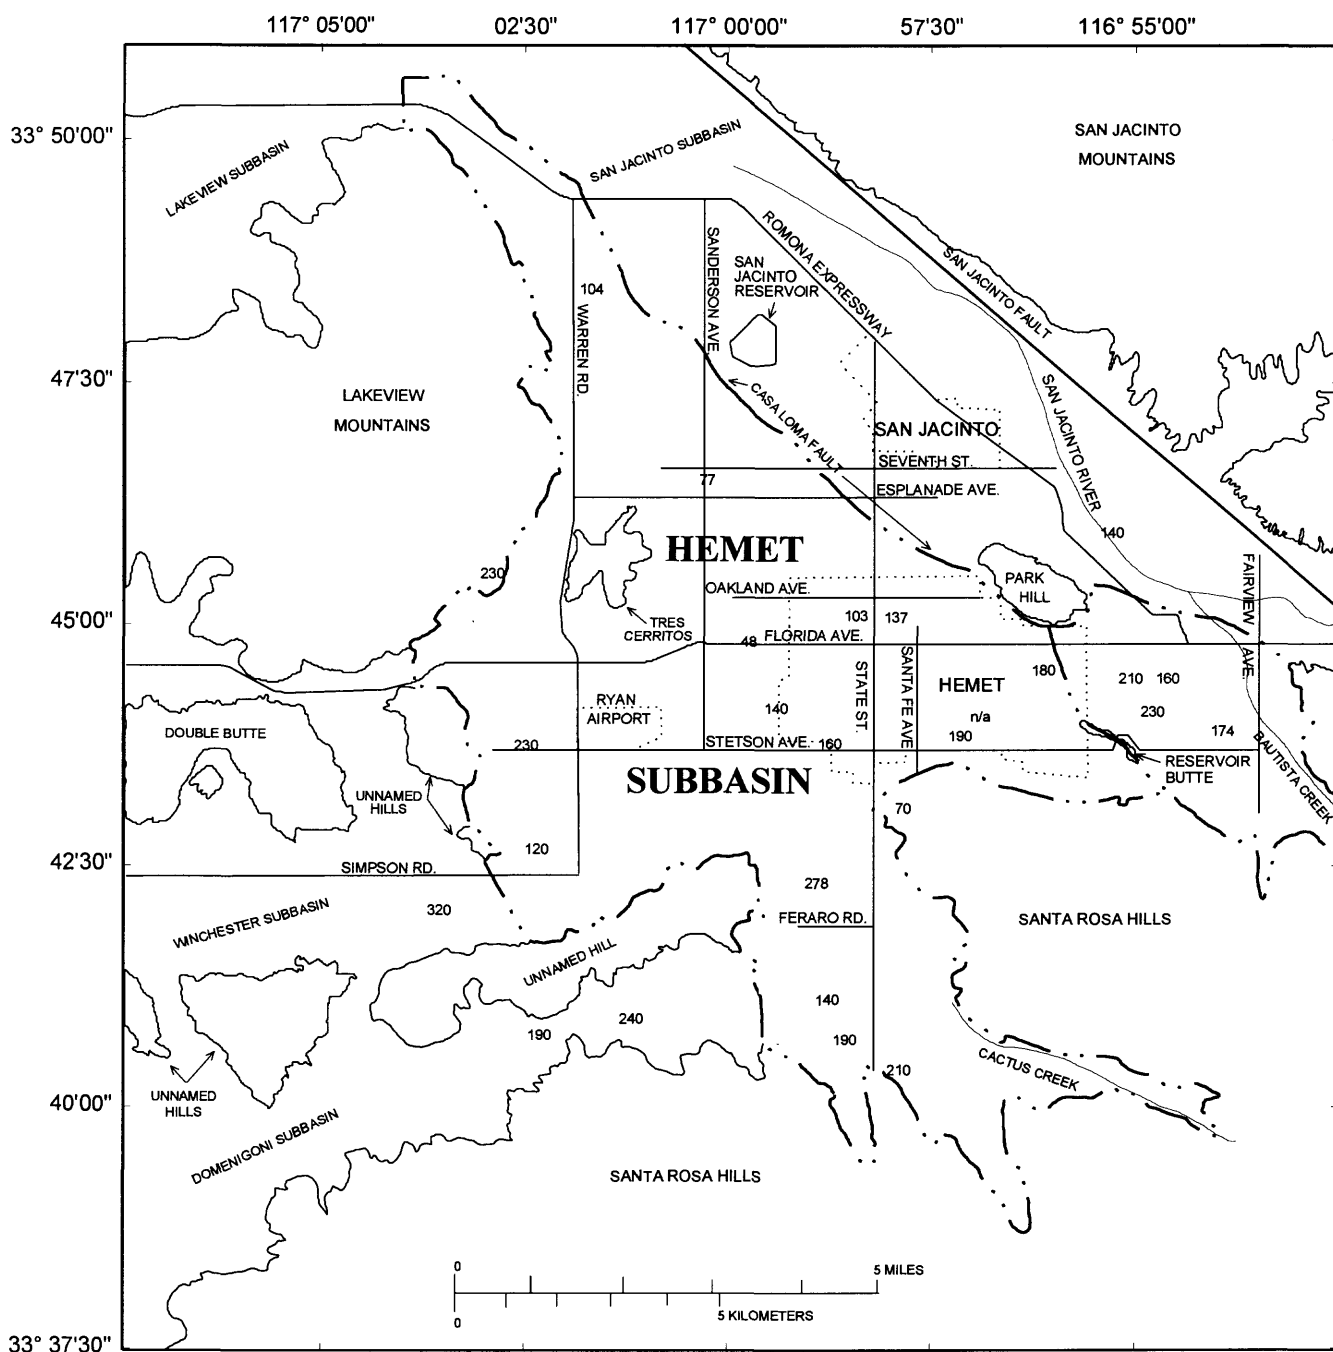 117° 05'00"
02'30"
117° 00'00"
57'30"
116° 55'00"
33° 50'00"
SAN JACINTO
MOUNTAINS
SAN JACINTO SUBBASIN
LAKEVIEW SUBBASIN
ROMONA EXPRESSWAY
SANDERSON AVE.
SAN
JACINTO
RESERVOIR
SAN JACINTO FAULT
104
WARREN RD.
47'30"
LAKEVIEW
MOUNTAINS
CASA LOMA FAULT
SAN JACINTO RIVER
SAN JACINTO
SEVENTH ST.
77
ESPLANADE AVE.
140
HEMET
230
PARK
HILL
FAIRVIEW
AVE.
OAKLAND AVE.
45'00"
TRES
CERRITOS
103
137
48
FLORIDA AVE.
STATE ST.
SANTA FE AVE
180
210
160
HEMET
n/a
RYAN
AIRPORT
140
230
174
DOUBLE BUTTE
230
STETSON AVE.
160
190
RESERVOIR
BUTTE
BAUTISTA CREEK
SUBBASIN
UNNAMED
HILLS
70
120
42'30"
SIMPSON RD.
278
320
WINCHESTER SUBBASIN
FERARO RD.
SANTA ROSA HILLS
UNNAMED HILL
140
240
190
190
CACTUS CREEK
210
UNNAMED
HILLS
40'00"
DOMENIGONI SUBBASIN
SANTA ROSA HILLS
0
5 MILES
5 KILOMETERS
0
33° 37'30"